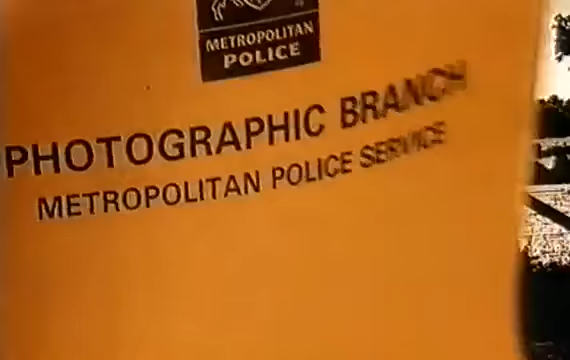 METROPOLITAN
POLICE
PHOTOGRAPHIC BRANCH
METROPOLITAN POLICE SERVICE